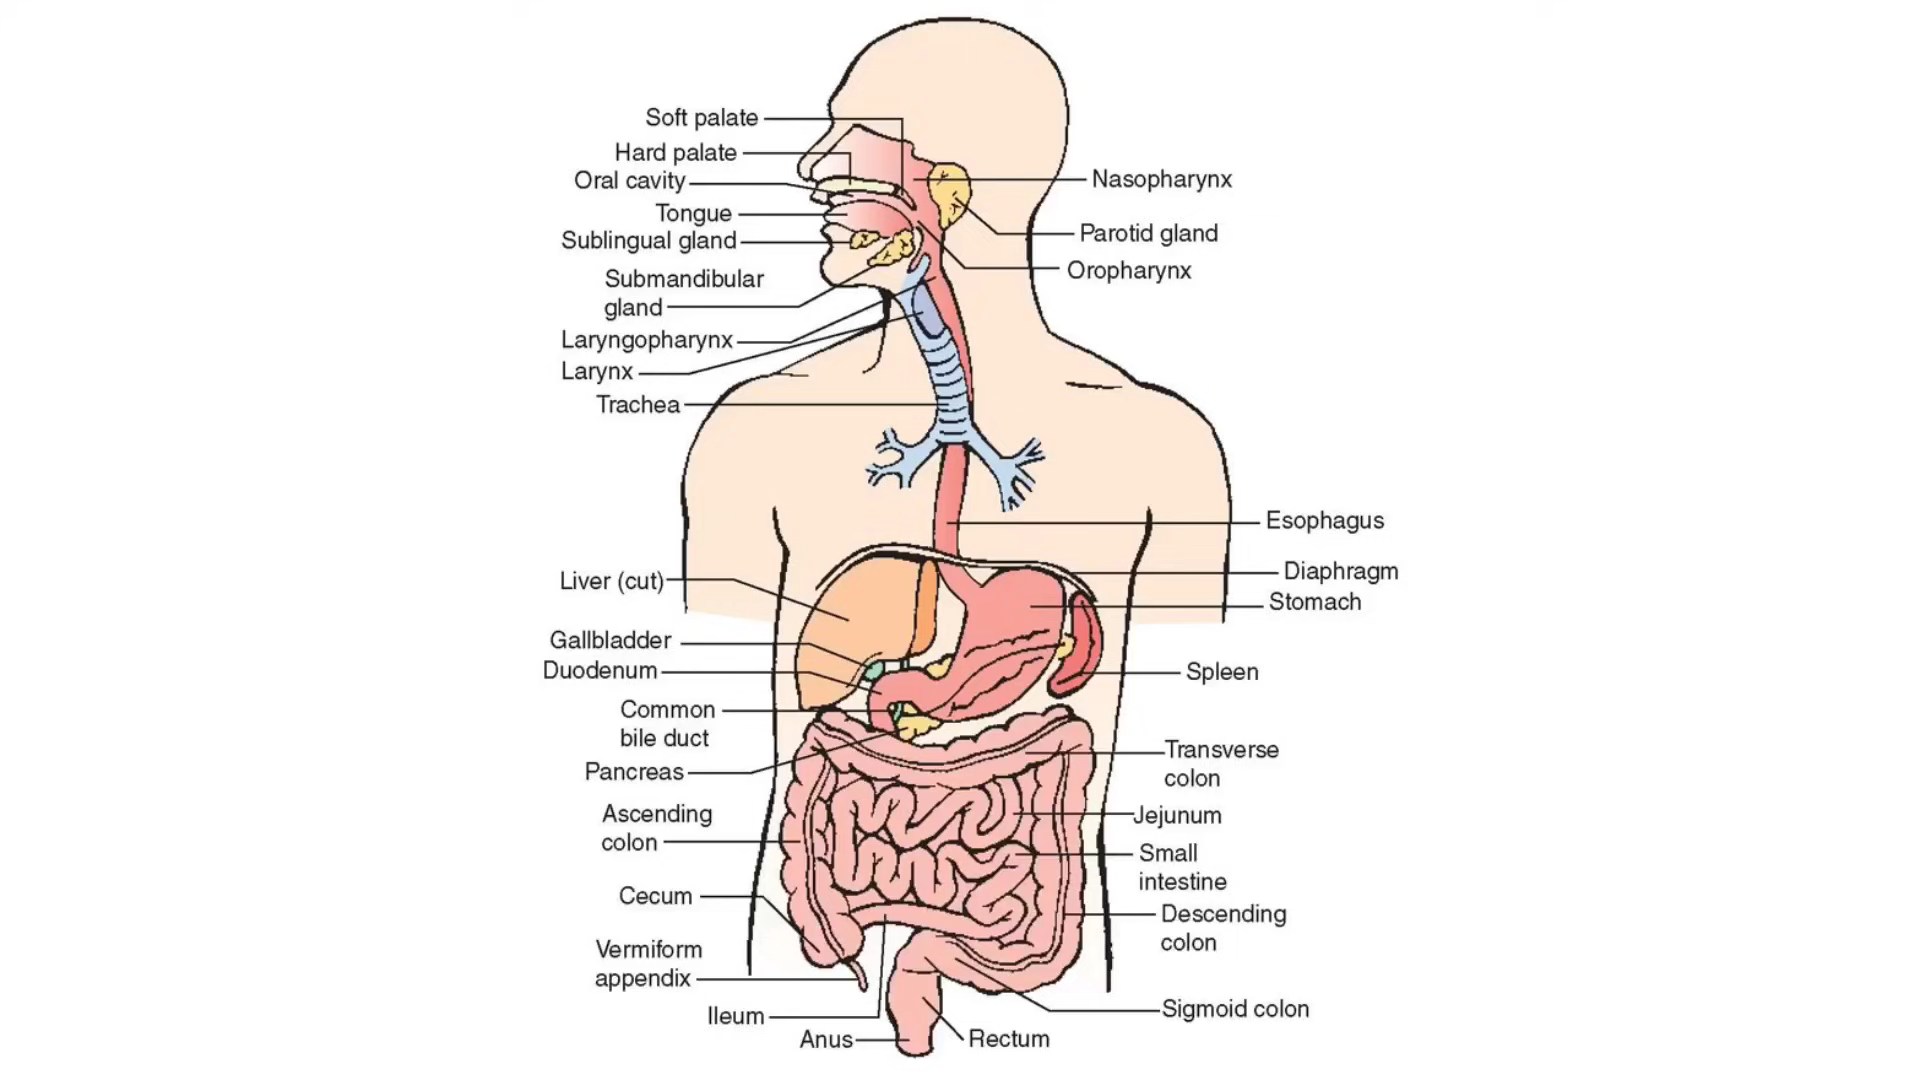 Soft palate
Hard palate
Oral cavity
Tongue
Sublingual gland
Submandibular
gland
Laryngopharynx
Larynx
Trachea
Liver (cut)
Gallbladder
Duodenum
Common
bile duct
Pancreas
Ascending
colon
Cecum
Vermiform
appendix
Ileum
Anus
Nasopharynx
Parotid gland
Oropharynx
Esophagus
Diaphragm
Stomach
Spleen
Transverse
colon
Jejunum
Small
intestine
Descending
colon
Sigmoid colon
Rectum